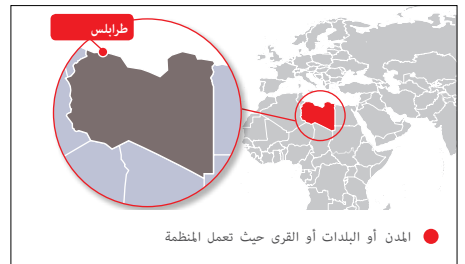 طرابلس
المدن أو البلدات أو القرى حيث تعمل المنظمة